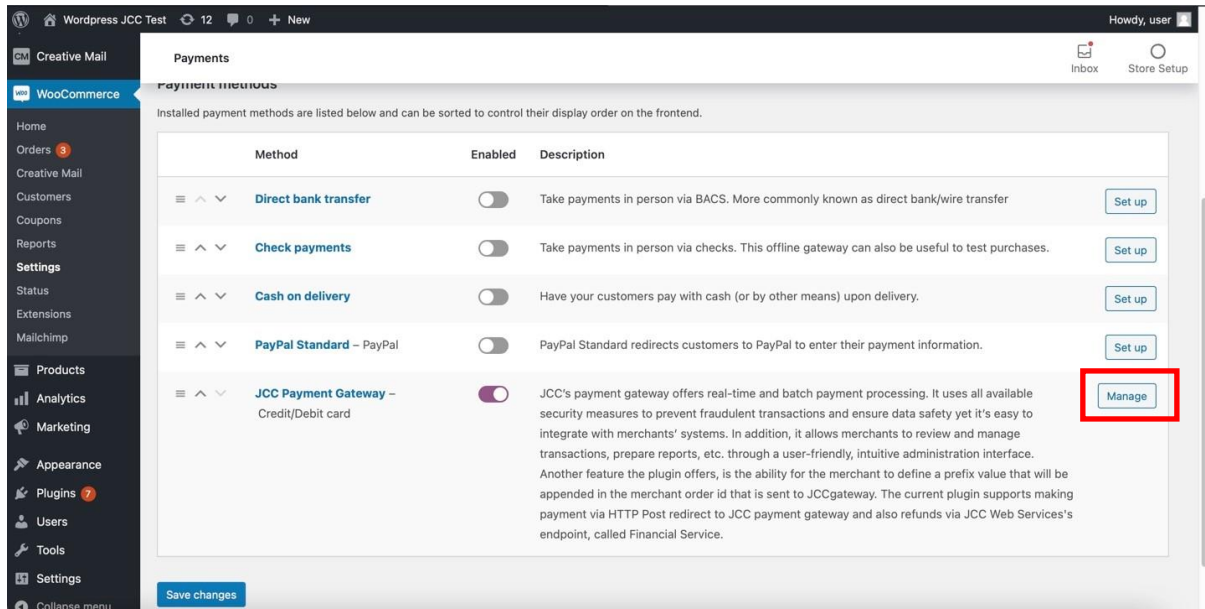 Wordpress JCC Test 12 0 + New Howdy, user
CM Creative Mail
Payments
Inbox
Store Setup
WooCommerce
Payment methods
Installed payment methods are listed below and can be sorted to control their display order on the frontend.
Home
Orders 3
Creative Mail
Customers
Coupons
Reports
Settings
Status
Extensions
Mailchimp
Products
Analytics
Marketing
Appearance
Plugins 7
Users
Tools
Settings
Collapse menu
Method Enabled Description
Direct bank transfer Take payments in person via BACS. More commonly known as direct bank/wire transfer Set up
Check payments Take payments in person via checks. This offline gateway can also be useful to test purchases. Set up
Cash on delivery Have your customers pay with cash (or by other means) upon delivery. Set up
PayPal Standard – PayPal PayPal Standard redirects customers to PayPal to enter their payment information. Set up
JCC Payment Gateway –
Credit/Debit card
JCC's payment gateway offers real-time and batch payment processing. It uses all available
security measures to prevent fraudulent transactions and ensure data safety yet it's easy to
integrate with merchants' systems. In addition, it allows merchants to review and manage
transactions, prepare reports, etc. through a user-friendly, intuitive administration interface.
Another feature the plugin offers, is the ability for the merchant to define a prefix value that will be
appended in the merchant order id that is sent to JCCgateway. The current plugin supports making
payment via HTTP Post redirect to JCC payment gateway and also refunds via JCC Web Services's
endpoint, called Financial Service.
Manage
Save changes